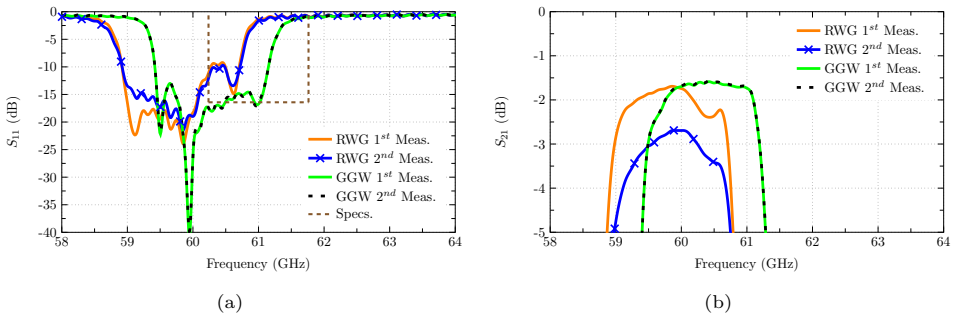 0
-5
-10
-15
-20
-25
-30
-35
-40
S11 (dB)
58 59 60 61 62 63 64
Frequency (GHz)
RWG 1st Meas.
RWG 2nd Meas.
GGW 1st Meas.
GGW 2nd Meas.
Specs.
(a)
0
-1
-2
-3
-4
-5
S21 (dB)
58 59 60 61 62 63 64
Frequency (GHz)
RWG 1st Meas.
RWG 2nd Meas.
GGW 1st Meas.
GGW 2nd Meas.
(b)